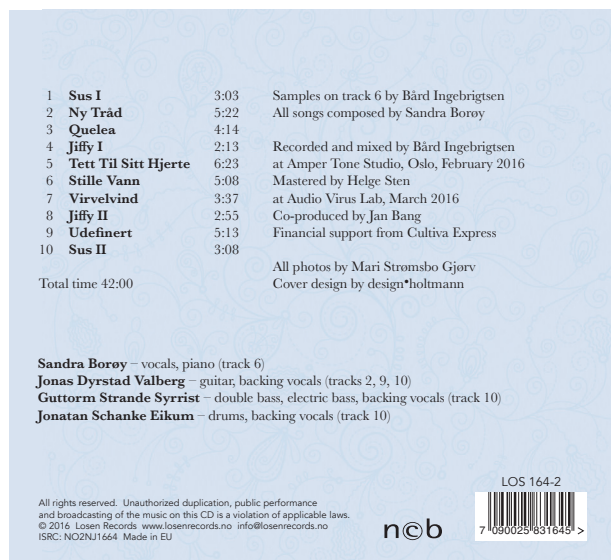 1 Sus I 3:03 Samples on track 6 by Bård Ingebrigtsen
2 Ny Tråd 5:22 All songs composed by Sandra Borøy
3 Quelea 4:14
4 Jiffy I 2:13 Recorded and mixed by Bård Ingebrigtsen
5 Tett Til Sitt Hjerte 6:23 at Amper Tone Studio, Oslo, February 2016
6 Stille Vann 5:08 Mastered by Helge Sten
7 Virvelvind 3:37 at Audio Virus Lab, March 2016
8 Jiffy II 2:55 Co-produced by Jan Bang
9 Udefinert 5:13 Financial support from Cultiva Express
10 Sus II 3:08
All photos by Mari Strømsbo Gjørv
Total time 42:00 Cover design by design*holtmann
Sandra Borøy – vocals, piano (track 6)
Jonas Dyrstad Valberg – guitar, backing vocals (tracks 2, 9, 10)
Guttorm Strande Syrrist – double bass, electric bass, backing vocals (track 10)
Jonatan Schanke Eikum – drums, backing vocals (track 10)
LOS 164-2
All rights reserved. Unauthorized duplication, public performance
and broadcasting of the music on this CD is a violation of applicable laws.
© 2016 Losen Records www.losenrecords.no info@losenrecords.no
ISRC: NO2NJ1664 Made in EU
n©b
7 090025 831645 >